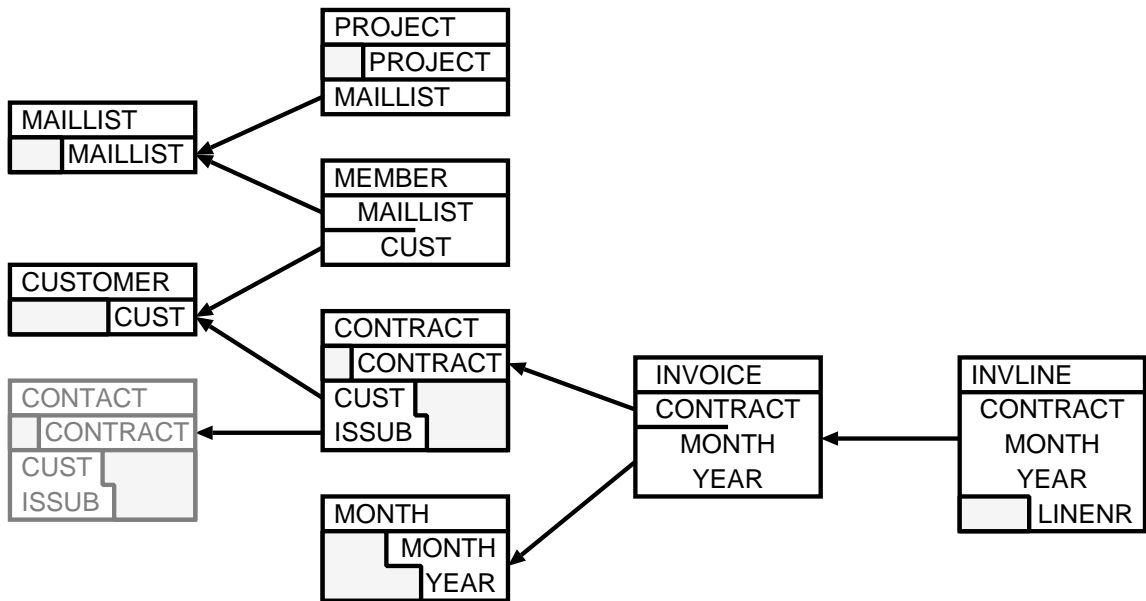 PROJECT
PROJECT
MAILLIST
MAILLIST
MAILLIST
MEMBER
MAILLIST
CUST
CUSTOMER
CUST
CONTRACT
CONTRACT
CUST
ISSUB
CONTACT
CONTRACT
CUST
ISSUB
MONTH
MONTH
YEAR
INVOICE
CONTRACT
MONTH
YEAR
INVLINE
CONTRACT
MONTH
YEAR
LINENR